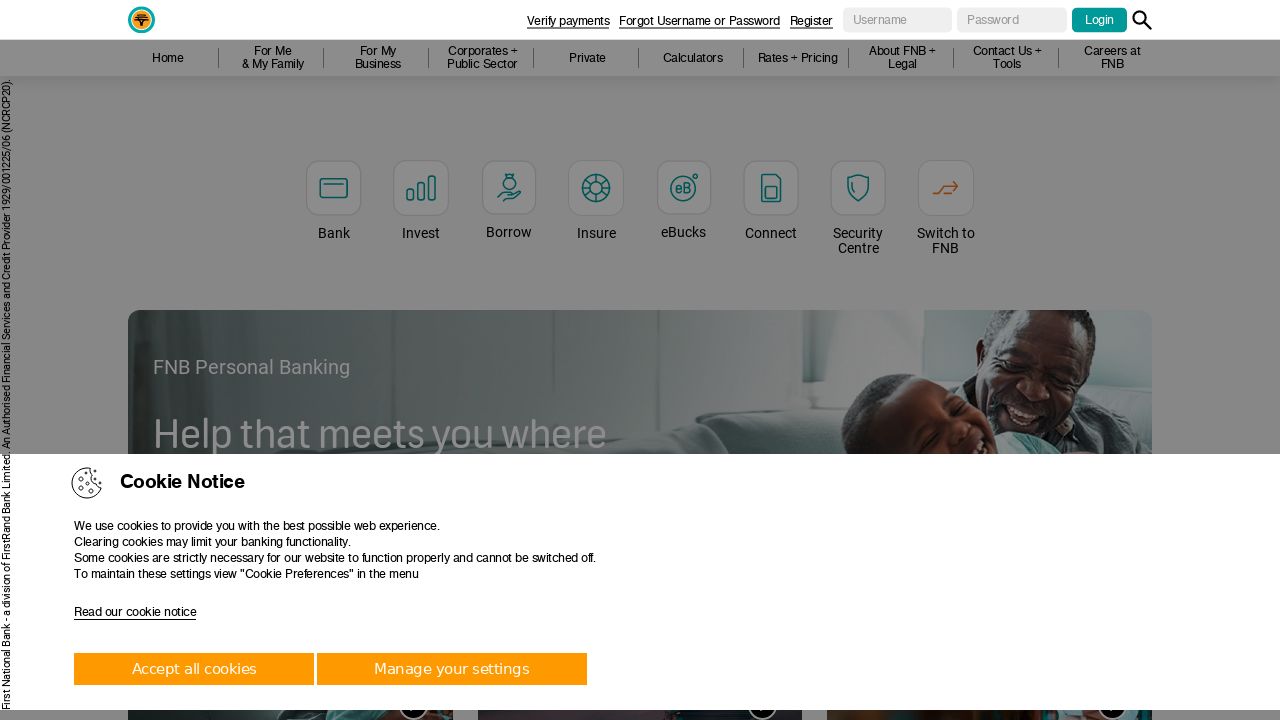 Verify payments
Forgot Username or Password
Register
Username
Password
Login
Home
For Me
& My Family
For My
Business
Corporates +
Public Sector
Private
Calculators
Rates + Pricing
About FNB +
Legal
Contact Us +
Tools
Careers at
FNB
First National Bank - a division of FirstRand Bank Limited. An Authorised Financial Services and Credit Provider 1929/001225/06 (NCRCP20).
Bank
Invest
Borrow
Insure
eB
eBucks
Connect
Security
Centre
Switch to
FNB
FNB Personal Banking
Help that meets you where
Cookie Notice
We use cookies to provide you with the best possible web experience.
Clearing cookies may limit your banking functionality.
Some cookies are strictly necessary for our website to function properly and cannot be switched off.
To maintain these settings view "Cookie Preferences" in the menu
Read our cookie notice
Accept all cookies
Manage your settings